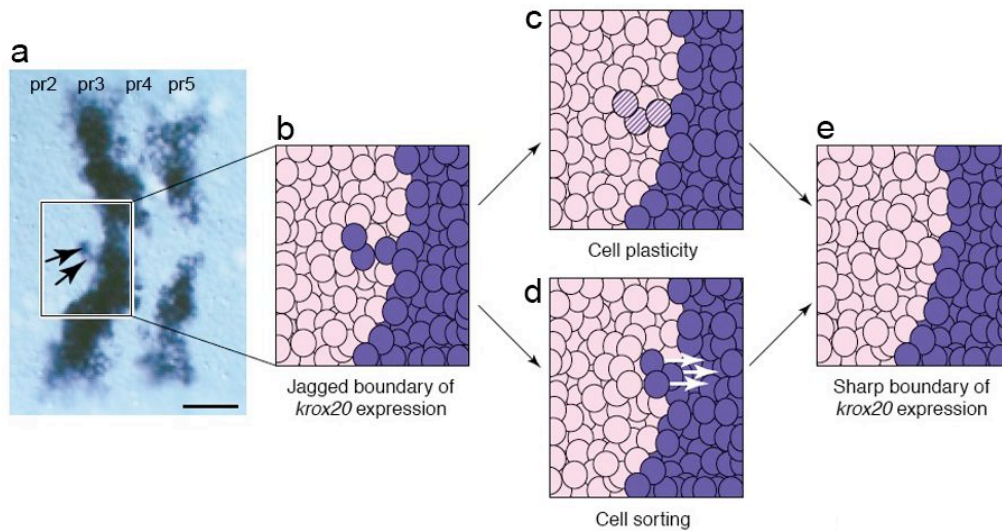 a
pr2 pr3 pr4 pr5
b
Jagged boundary of
krox20 expression
c
Cell plasticity
d
Cell sorting
e
Sharp boundary of
krox20 expression